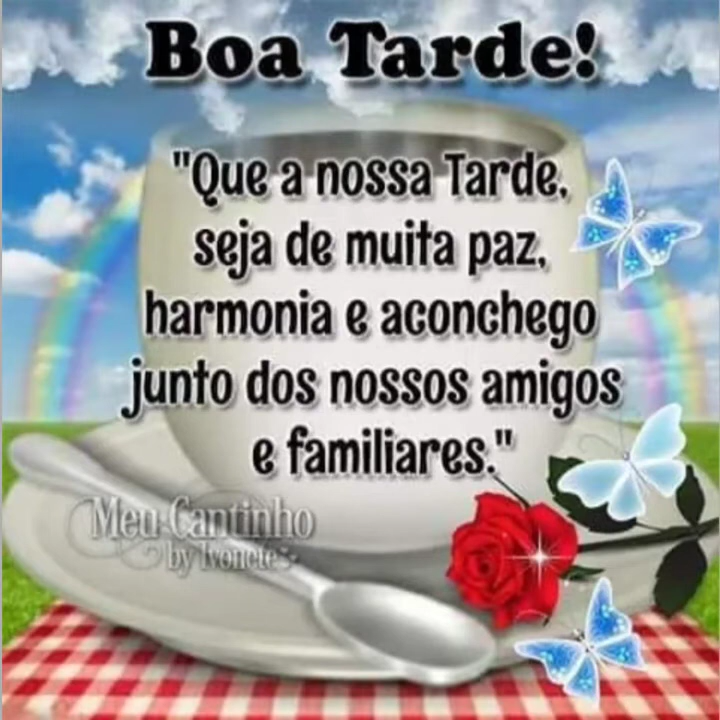 Boa Tarde!
"Que a nossa Tarde,
seja de muita paz,
harmonia e aconchego
junto dos nossos amigos
e familiares."
Meu Cantinho
by Ivonete